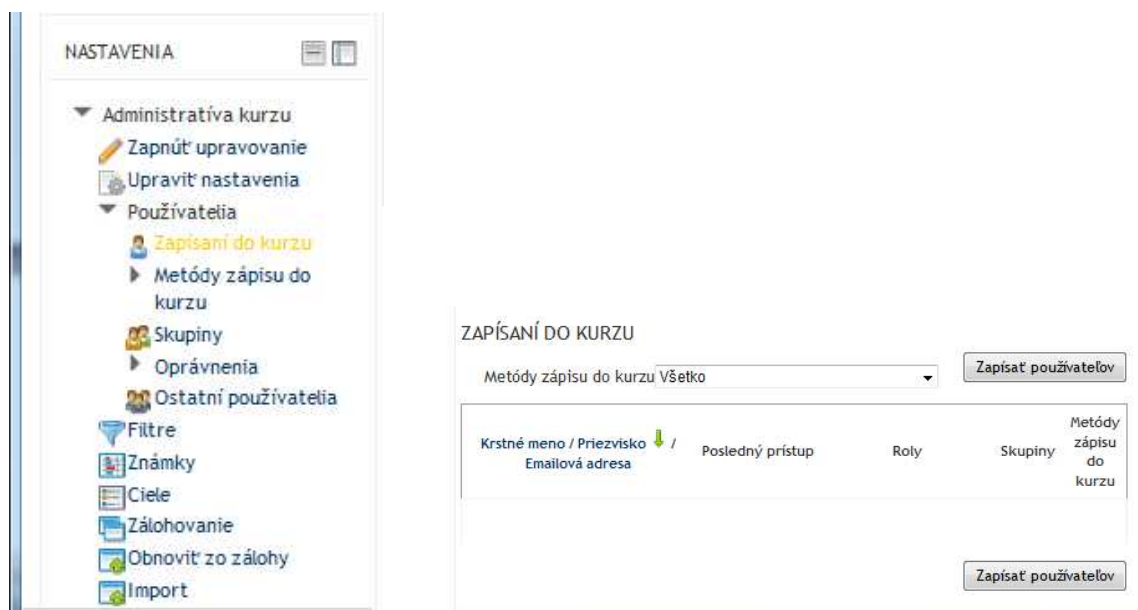 NASTAVENIA
Administratíva kurzu
Zapnúť upravovanie
Upraviť nastavenia
Používatelia
Zapísaní do kurzu
Metódy zápisu do
kurzu
Skupiny
Oprávnenia
Ostatní používatelia
Filtre
Známky
Ciele
Zálohovanie
Obnoviť zo zálohy
Import
ZAPÍSANÍ DO KURZU
Metódy zápisu do kurzu Všetko
Zapísať používateľov
Krstné meno / Priezvisko /
Emailová adresa
Posledný prístup
Roly
Skupiny
Metódy
zápisu
do
kurzu
Zapísať používateľov